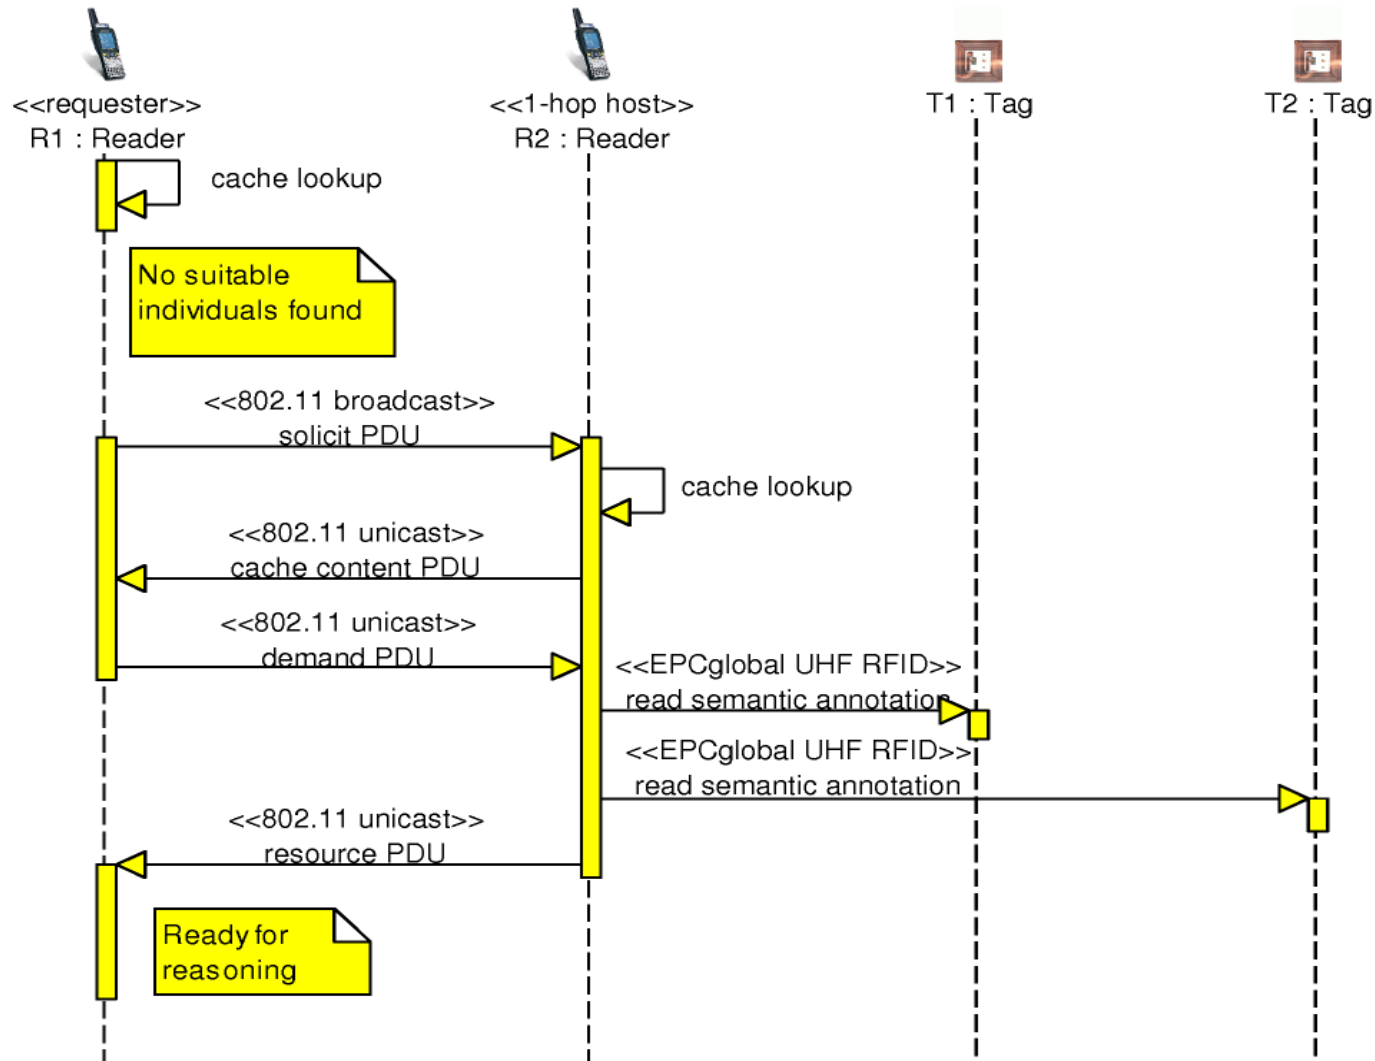 <<requester>>
R1 : Reader
<<1-hop host>>
R2 : Reader
T1 : Tag
T2 : Tag
cache lookup
No suitable
individuals found
<<802.11 broadcast>>
solicit PDU
cache lookup
<<802.11 unicast>>
cache content PDU
<<802.11 unicast>>
demand PDU
<<EPCglobal UHF RFID>>
read semantic annotation
<<EPCglobal UHF RFID>>
read semantic annotation
<<802.11 unicast>>
resource PDU
Ready for
reasoning